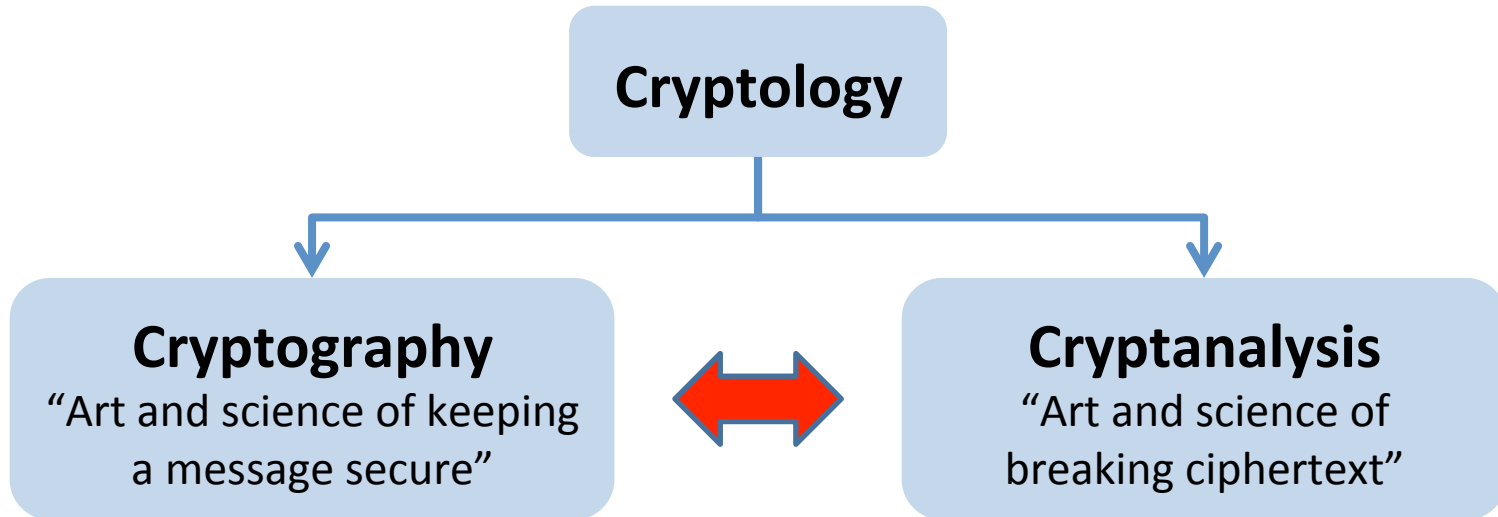 Cryptology
Cryptography
“Art and science of keeping
a message secure”
Cryptanalysis
“Art and science of
breaking ciphertext”